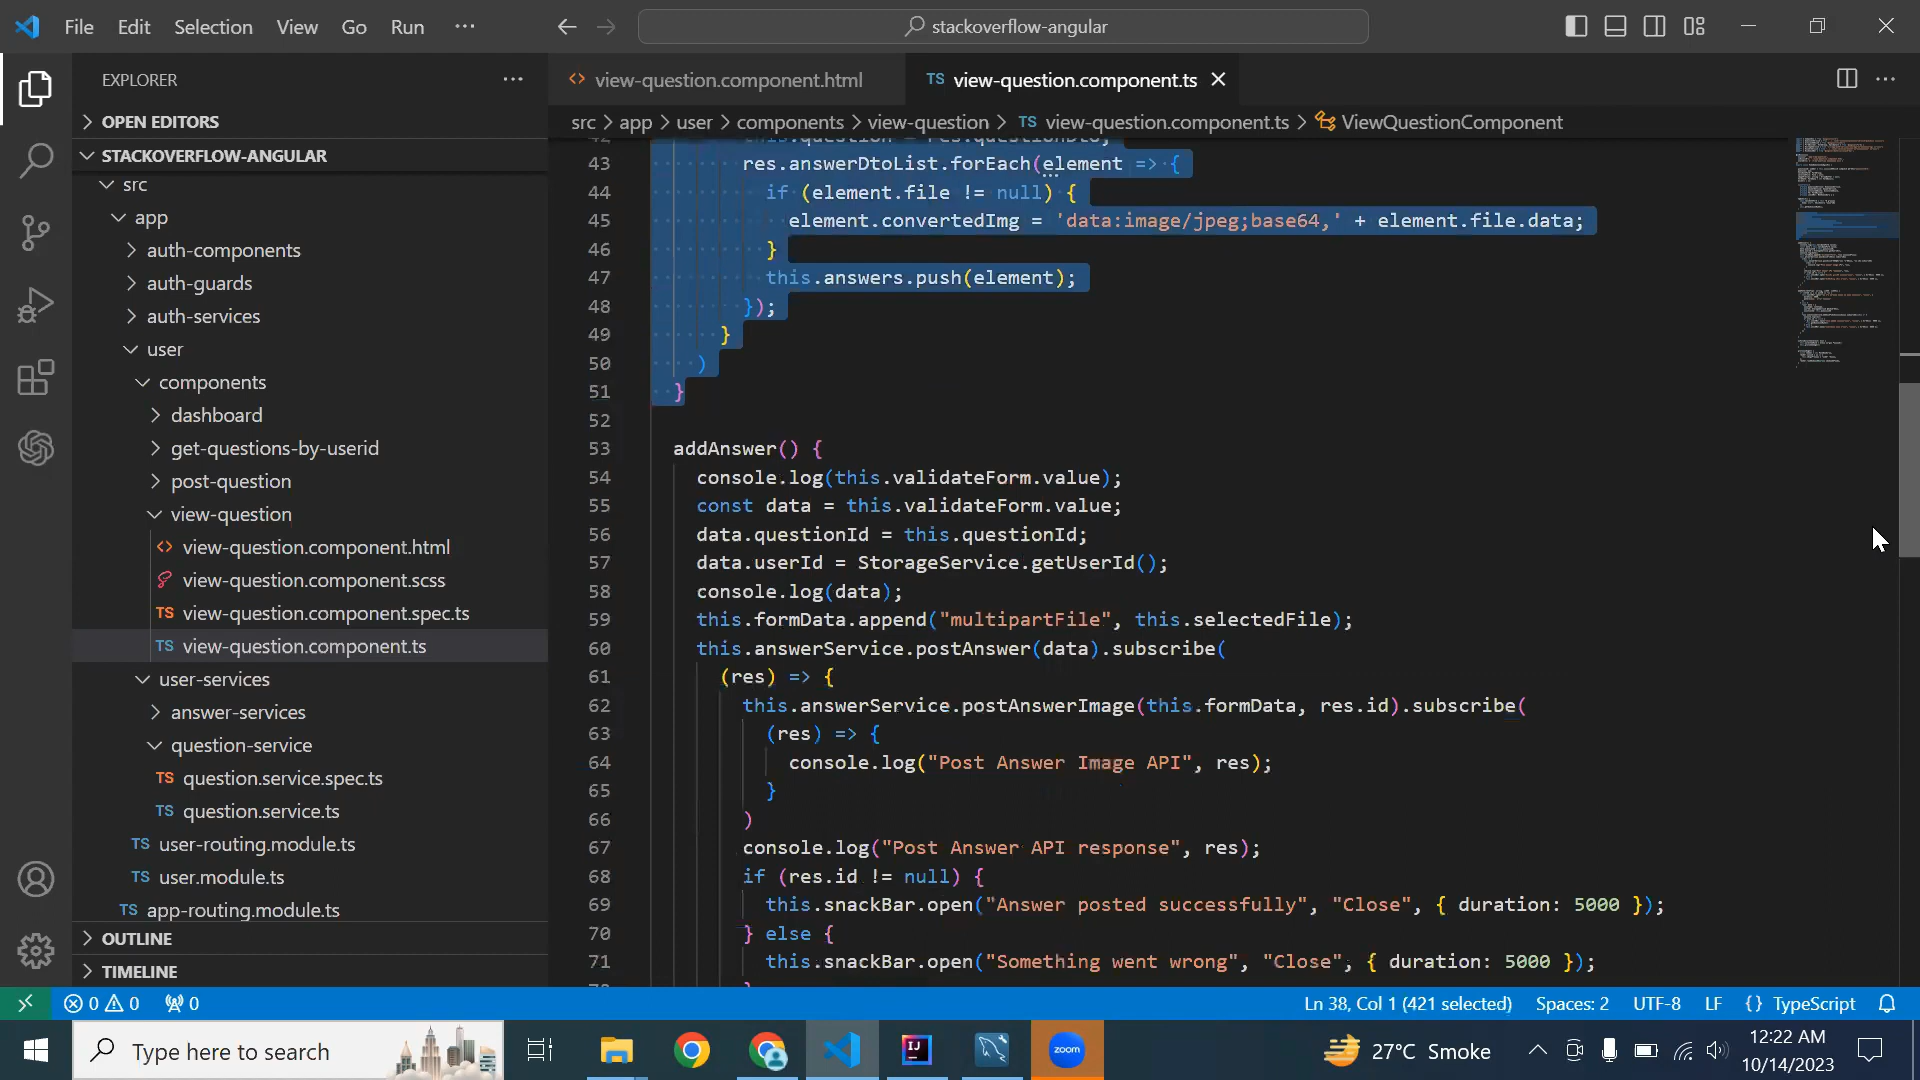 File Edit Selection View Go Run ···
stackoverflow-angular
EXPLORER
OPEN EDITORS
STACKOVERFLOW-ANGULAR
src
app
auth-components
auth-guards
auth-services
user
components
dashboard
get-questions-by-userid
post-question
view-question
<> view-question.component.html
view-question.component.scss
TS view-question.component.spec.ts
TS view-question.component.ts
user-services
answer-services
question-service
TS question.service.spec.ts
TS question.service.ts
TS user-routing.module.ts
TS user.module.ts
TS app-routing.module.ts
OUTLINE
TIMELINE
<> view-question.component.html
TS view-question.component.ts
src > app > user > components > view-question > TS view-question.component.ts > ViewQuestionComponent
42 this.question = res.questionDto;
43 res.answerDtoList.forEach(element => {
44 if (element.file != null) {
45 element.convertedImg = 'data:image/jpeg;base64,' + element.file.data;
46 }
47 this.answers.push(element);
48 });
49 }
50 )
51 }
52
53 addAnswer() {
54 console.log(this.validateForm.value);
55 const data = this.validateForm.value;
56 data.questionId = this.questionId;
57 data.userId = StorageService.getUserId();
58 console.log(data);
59 this.formData.append("multipartFile", this.selectedFile);
60 this.answerService.postAnswer(data).subscribe(
61 (res) => {
62 this.answerService.postAnswerImage(this.formData, res.id).subscribe(
63 (res) => {
64 console.log("Post Answer Image API", res);
65 }
66 )
67 console.log("Post Answer API response", res);
68 if (res.id != null) {
69 this.snackBar.open("Answer posted successfully", "Close", { duration: 5000 });
70 } else {
71 this.snackBar.open("Something went wrong", "Close", { duration: 5000 });
0 0 0
Ln 38, Col 1 (421 selected) Spaces: 2 UTF-8 LF {} TypeScript
Type here to search
IJ
zoom
27°C Smoke
12:22 AM
10/14/2023